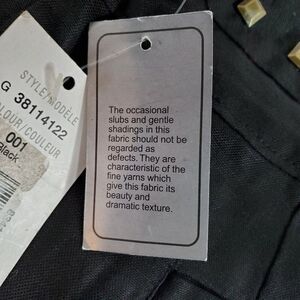 STYLE/MODÈLE
G 38114122
COLOUR/COULEUR
001
Black
The occasional
slubs and gentle
shadings in this
fabric should not be
regarded as
defects. They are
characteristic of the
fine yarns which
give this fabric its
beauty and
dramatic texture.